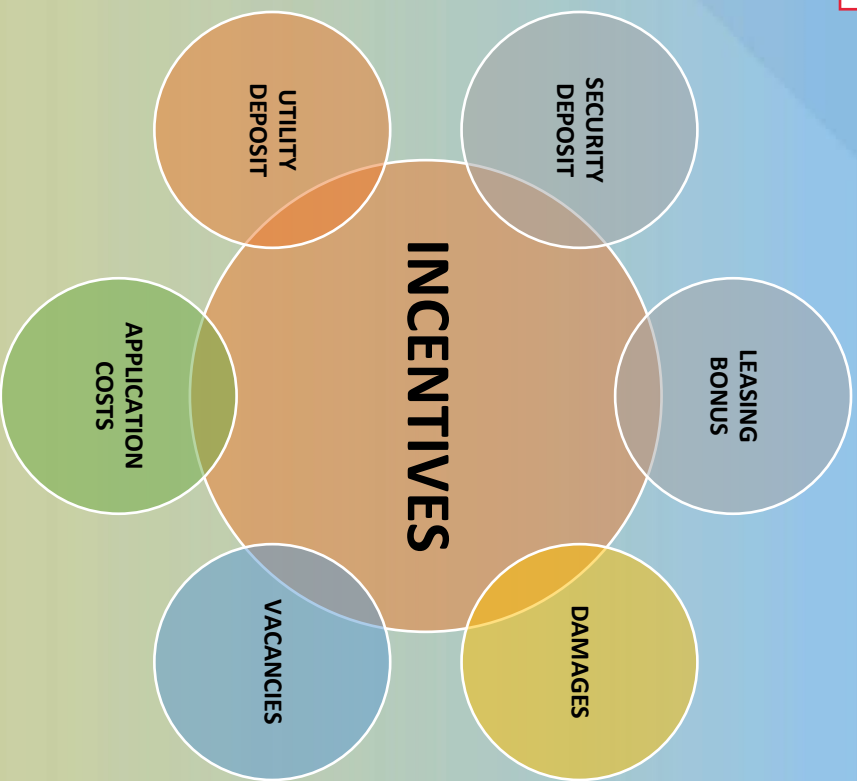 LEASING
BONUS
SECURITY
DEPOSIT
DAMAGES
INCENTIVES
UTILITY
DEPOSIT
VACANCIES
APPLICATION
COSTS